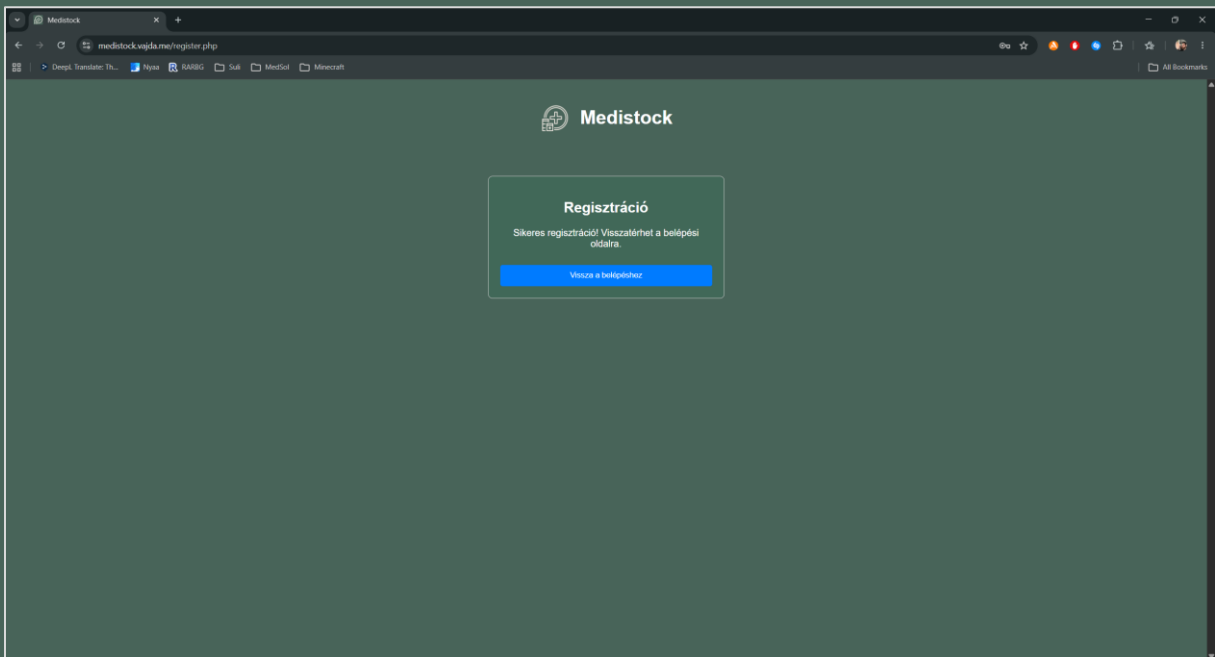 Medistock
medistock.vajda.me/register.php
DeepL Translate: Th...
Nyaa
RARBG
Suli
MedSol
Minecraft
All Bookmarks
Medistock
Regisztráció
Sikeres regisztráció! Visszatérhet a belépési
oldalra.
Vissza a belépéshez